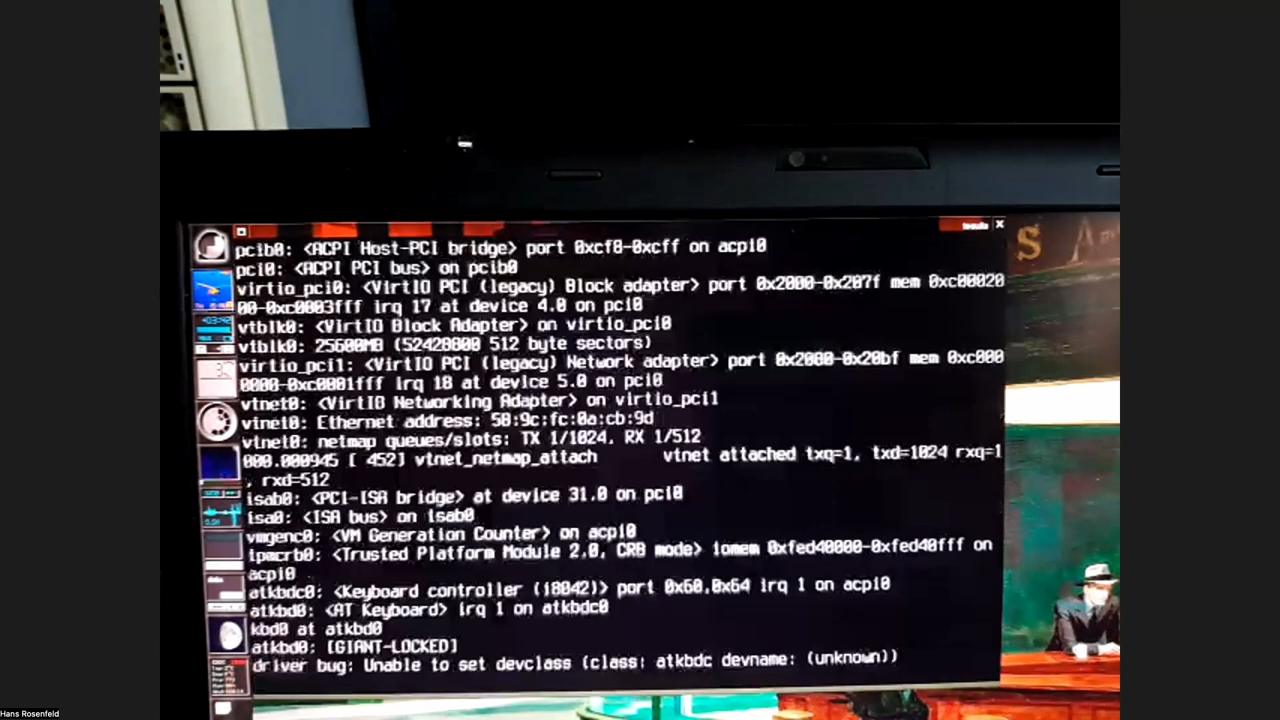 pcib0: <ACPI Host-PCI bridge> port 0xcf8-0xcff on acpi0
pci0: <ACPI PCI bus> on pcib0
virtio_pci0: <VirtIO PCI (legacy) Block adapter> port 0x2000-0x207f mem 0xc00020
00-0xc0003fff irq 17 at device 4.0 on pci0
vtblk0: <VirtIO Block Adapter> on virtio_pci0
vtblk0: 25600MB (52428800 512 byte sectors)
virtio_pci1: <VirtIO PCI (legacy) Network adapter> port 0x2080-0x20bf mem 0xc000
0000-0xc0001fff irq 18 at device 5.0 on pci0
vtnet0: <VirtIO Networking Adapter> on virtio_pci1
vtnet0: Ethernet address: 58:9c:fc:0a:cb:9d
vtnet0: netmap queues/slots: TX 1/1024, RX 1/512
000.000945 [ 452] vtnet_netmap_attach vtnet attached txq=1, txd=1024 rxq=1
, rxd=512
isab0: <PCI-ISA bridge> at device 31.0 on pci0
isa0: <ISA bus> on isab0
vmgenc0: <VM Generation Counter> on acpi0
tpmcrb0: <Trusted Platform Module 2.0, CRB mode> iomem 0xfed40000-0xfed40fff on
acpi0
atkbdc0: <Keyboard controller (i8042)> port 0x60,0x64 irq 1 on acpi0
atkbd0: <AT Keyboard> irq 1 on atkbdc0
kbd0 at atkbd0
atkbd0: [GIANT-LOCKED]
driver bug: Unable to set devclass (class: atkbdc devname: (unknown))
S
Hans Rosenfeld